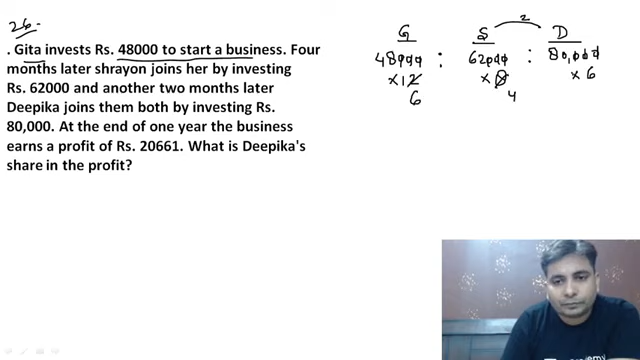 26.
. Gita invests Rs. 48000 to start a business. Four
months later shrayon joins her by investing
Rs. 62000 and another two months later
Deepika joins them both by investing Rs.
80,000. At the end of one year the business
earns a profit of Rs. 20661. What is Deepika's
share in the profit?
2
G S D
48000 : 62000 : 80,000
×12 ×8 ×6
6 4